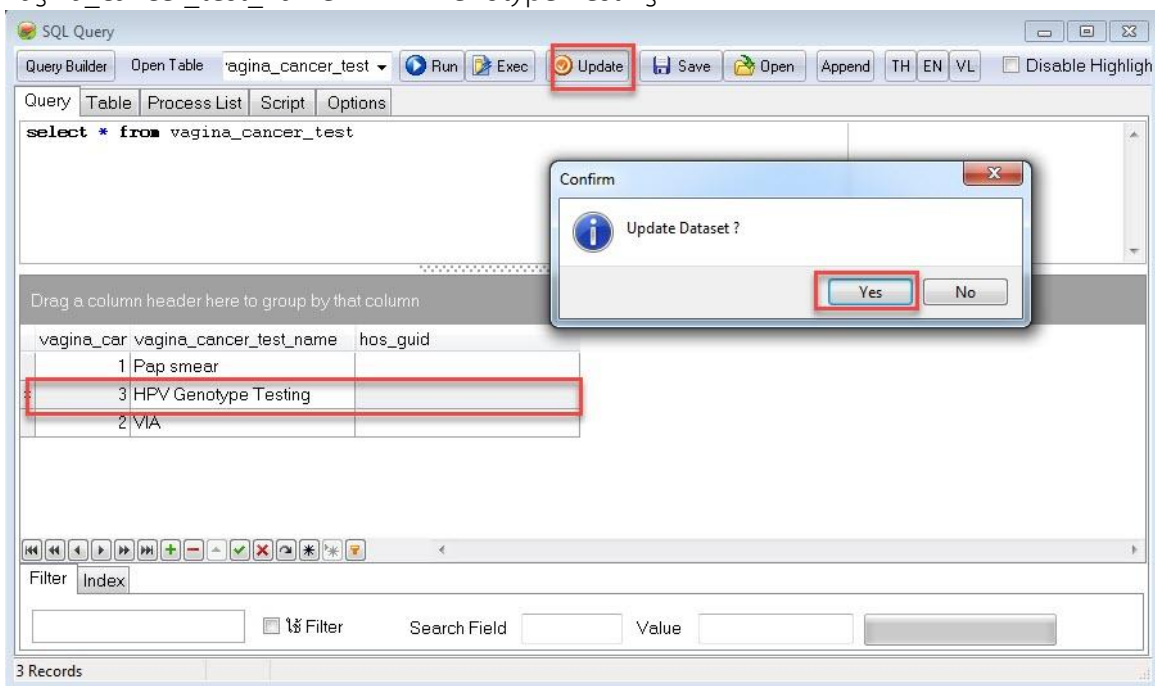 SQL Query
Query Builder Open Table vagina_cancer_test Run Exec Update Save Open Append TH EN VL Disable Highligh
Query Table Process List Script Options
select * from vagina_cancer_test
Confirm
Update Dataset ?
Yes No
Drag a column header here to group by that column
vagina_car vagina_cancer_test_name hos_guid
1 Pap smear
3 HPV Genotype Testing
2 VIA
Filter Index
ใช้ Filter Search Field Value
3 Records